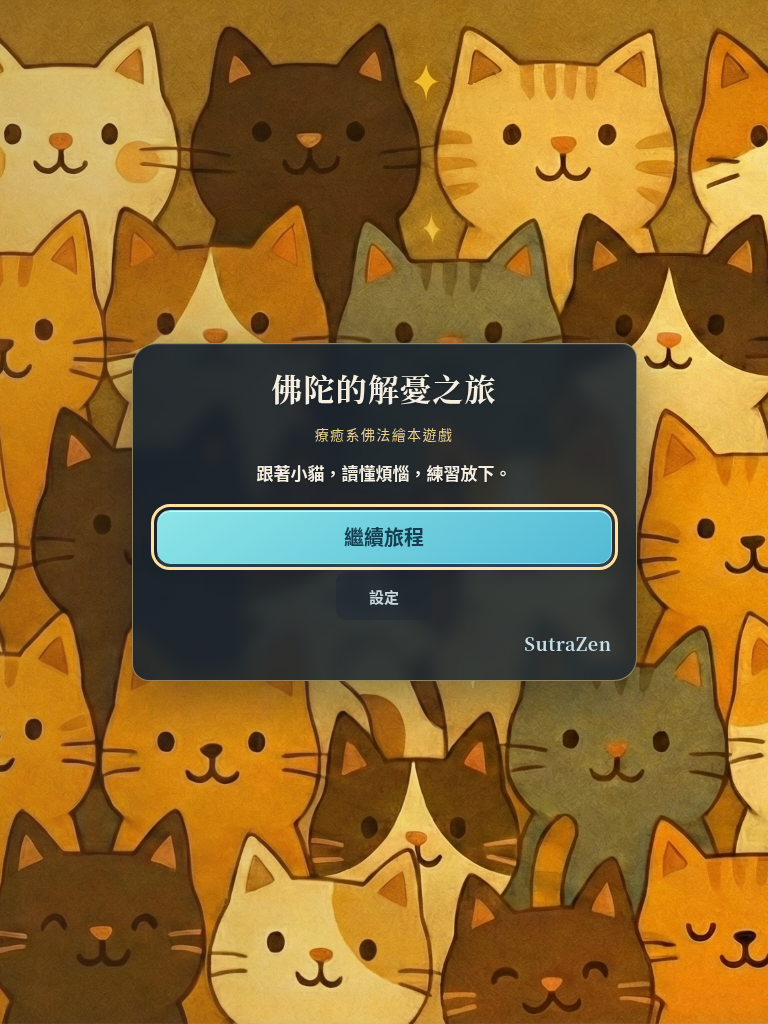 佛陀的解憂之旅
療癒系佛法繪本遊戲
跟著小貓，讀懂煩惱，練習放下。
繼續旅程
設定
SutraZen